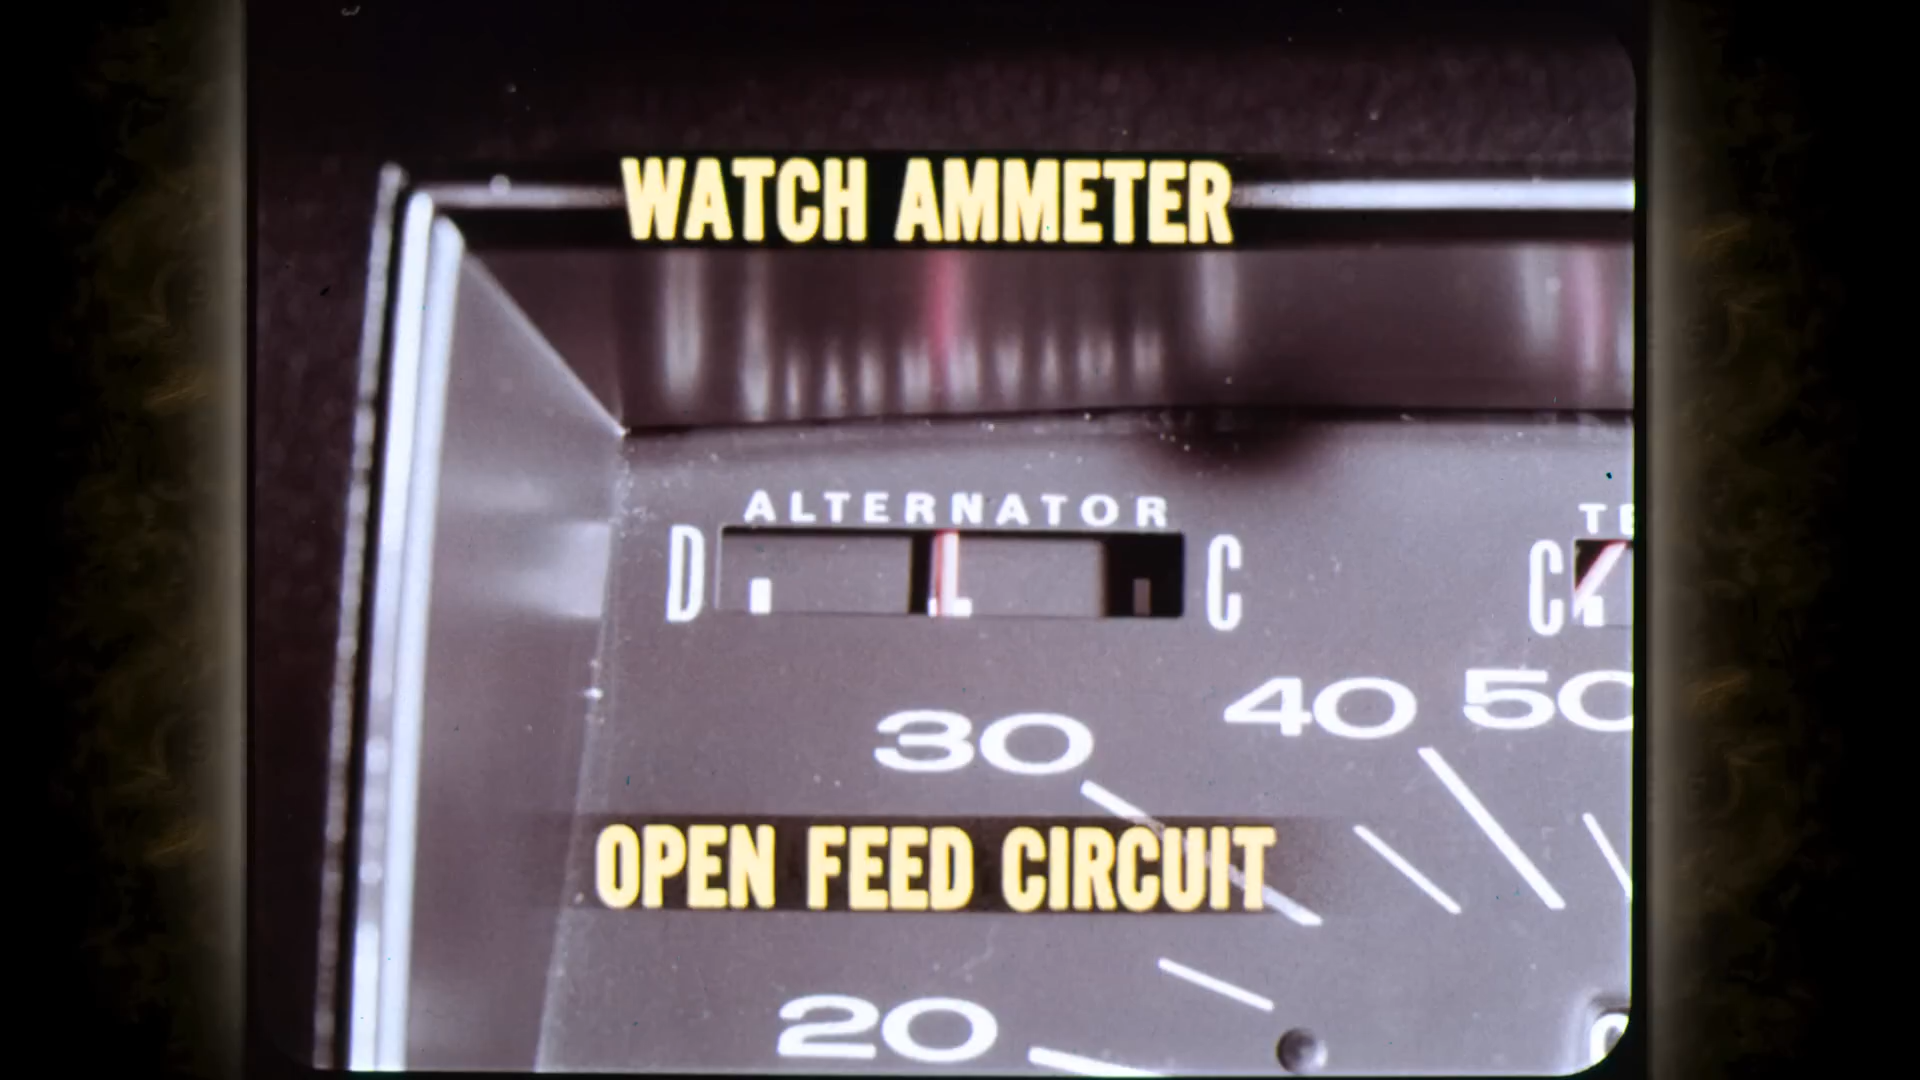 WATCH AMMETER
ALTERNATOR
D C
C
30 40 50
OPEN FEED CIRCUIT
20